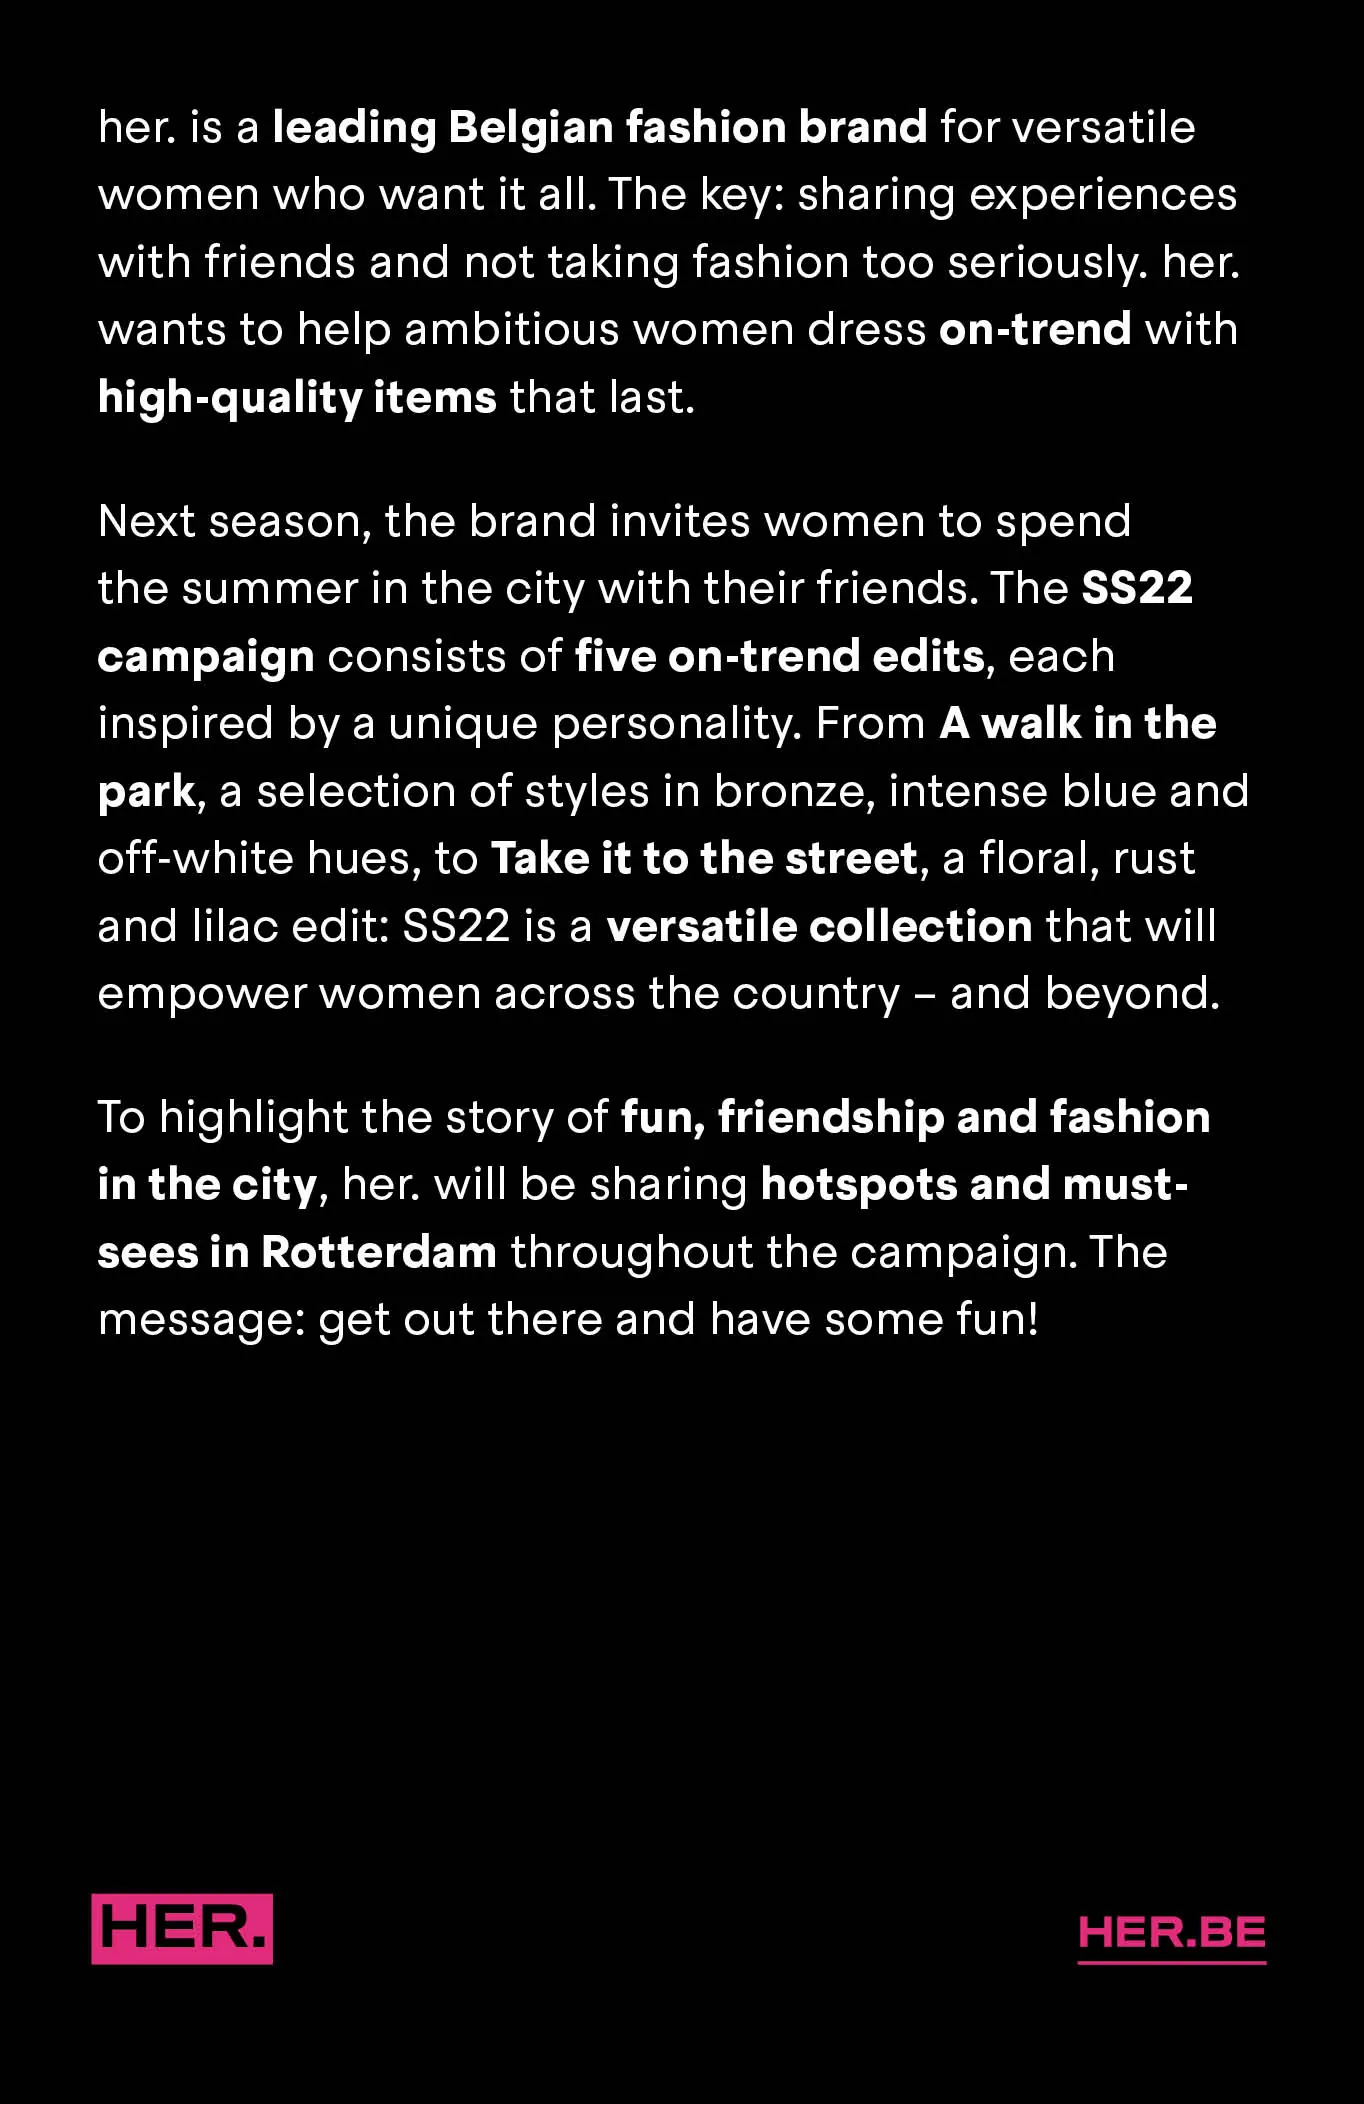 her. is a leading Belgian fashion brand for versatile
women who want it all. The key: sharing experiences
with friends and not taking fashion too seriously. her.
wants to help ambitious women dress on-trend with
high-quality items that last.
Next season, the brand invites women to spend
the summer in the city with their friends. The SS22
campaign consists of five on-trend edits, each
inspired by a unique personality. From A walk in the
park, a selection of styles in bronze, intense blue and
off-white hues, to Take it to the street, a floral, rust
and lilac edit: SS22 is a versatile collection that will
empower women across the country – and beyond.
To highlight the story of fun, friendship and fashion
in the city, her. will be sharing hotspots and must-
sees in Rotterdam throughout the campaign. The
message: get out there and have some fun!
HER.
HER.BE